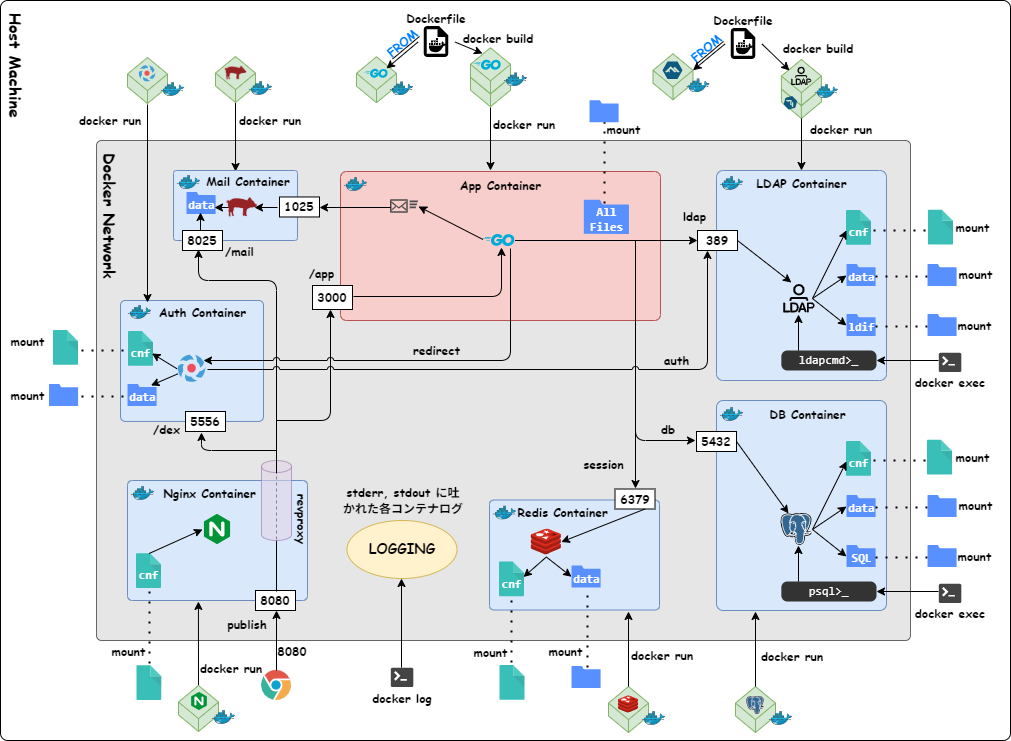 Host Machine
Dockerfile
FROM
docker build
GO
GO
Dockerfile
FROM
docker build
LDAP
docker run
docker run
docker run
mount
docker run
Docker Network
Mail Container
data
1025
8025
/mail
App Container
All
Files
GO
/app
3000
ldap
389
LDAP Container
cnf
mount
data
mount
LDAP
ldif
mount
ldapcmd>_
docker exec
Auth Container
mount
cnf
mount
data
redirect
auth
/dex
5556
db
5432
DB Container
cnf
mount
data
mount
SQL
mount
psql>_
docker exec
session
6379
Redis Container
cnf
data
Nginx Container
revproxy
cnf
8080
publish
8080
stderr, stdout に吐
かれた各コンテナログ
LOGGING
mount
docker run
docker log
mount
mount
docker run
docker run